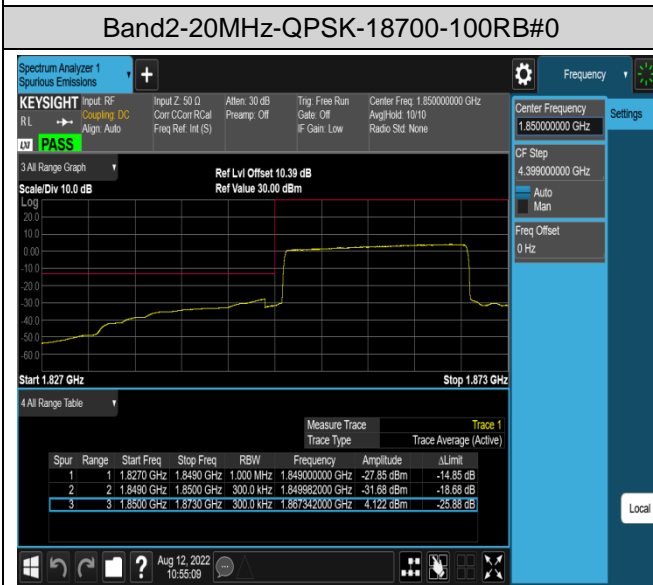 Band2-20MHz-QPSK-18700-100RB#0
Spectrum Analyzer 1
Spurious Emissions
Frequency
KEYSIGHT Input: RF Input Z: 50 Ω Atten: 30 dB Trig: Free Run Center Freq: 1.850000000 GHz
RL Coupling: DC Corr CCorr RCal Preamp: Off Gate: Off Avg|Hold: 10/10
Align: Auto Freq Ref: Int (S) IF Gain: Low Radio Std: None
LXI PASS
Center Frequency
1.850000000 GHz
Settings
CF Step
4.399000000 GHz
Auto
Man
Freq Offset
0 Hz
3 All Range Graph
Ref Lvl Offset 10.39 dB
Scale/Div 10.0 dB Ref Value 30.00 dBm
Log
20.0
10.0
0.00
-10.0
-20.0
-30.0
-40.0
-50.0
-60.0
Start 1.827 GHz Stop 1.873 GHz
4 All Range Table
Measure Trace Trace 1
Trace Type Trace Average (Active)
Spur Range Start Freq Stop Freq RBW Frequency Amplitude ΔLimit
1 1 1.8270 GHz 1.8490 GHz 1.000 MHz 1.849000000 GHz -27.85 dBm -14.85 dB
2 2 1.8490 GHz 1.8500 GHz 300.0 kHz 1.849982000 GHz -31.68 dBm -18.68 dB
3 3 1.8500 GHz 1.8730 GHz 300.0 kHz 1.867342000 GHz 4.122 dBm -25.88 dB
Local
Aug 12, 2022
10:55:09